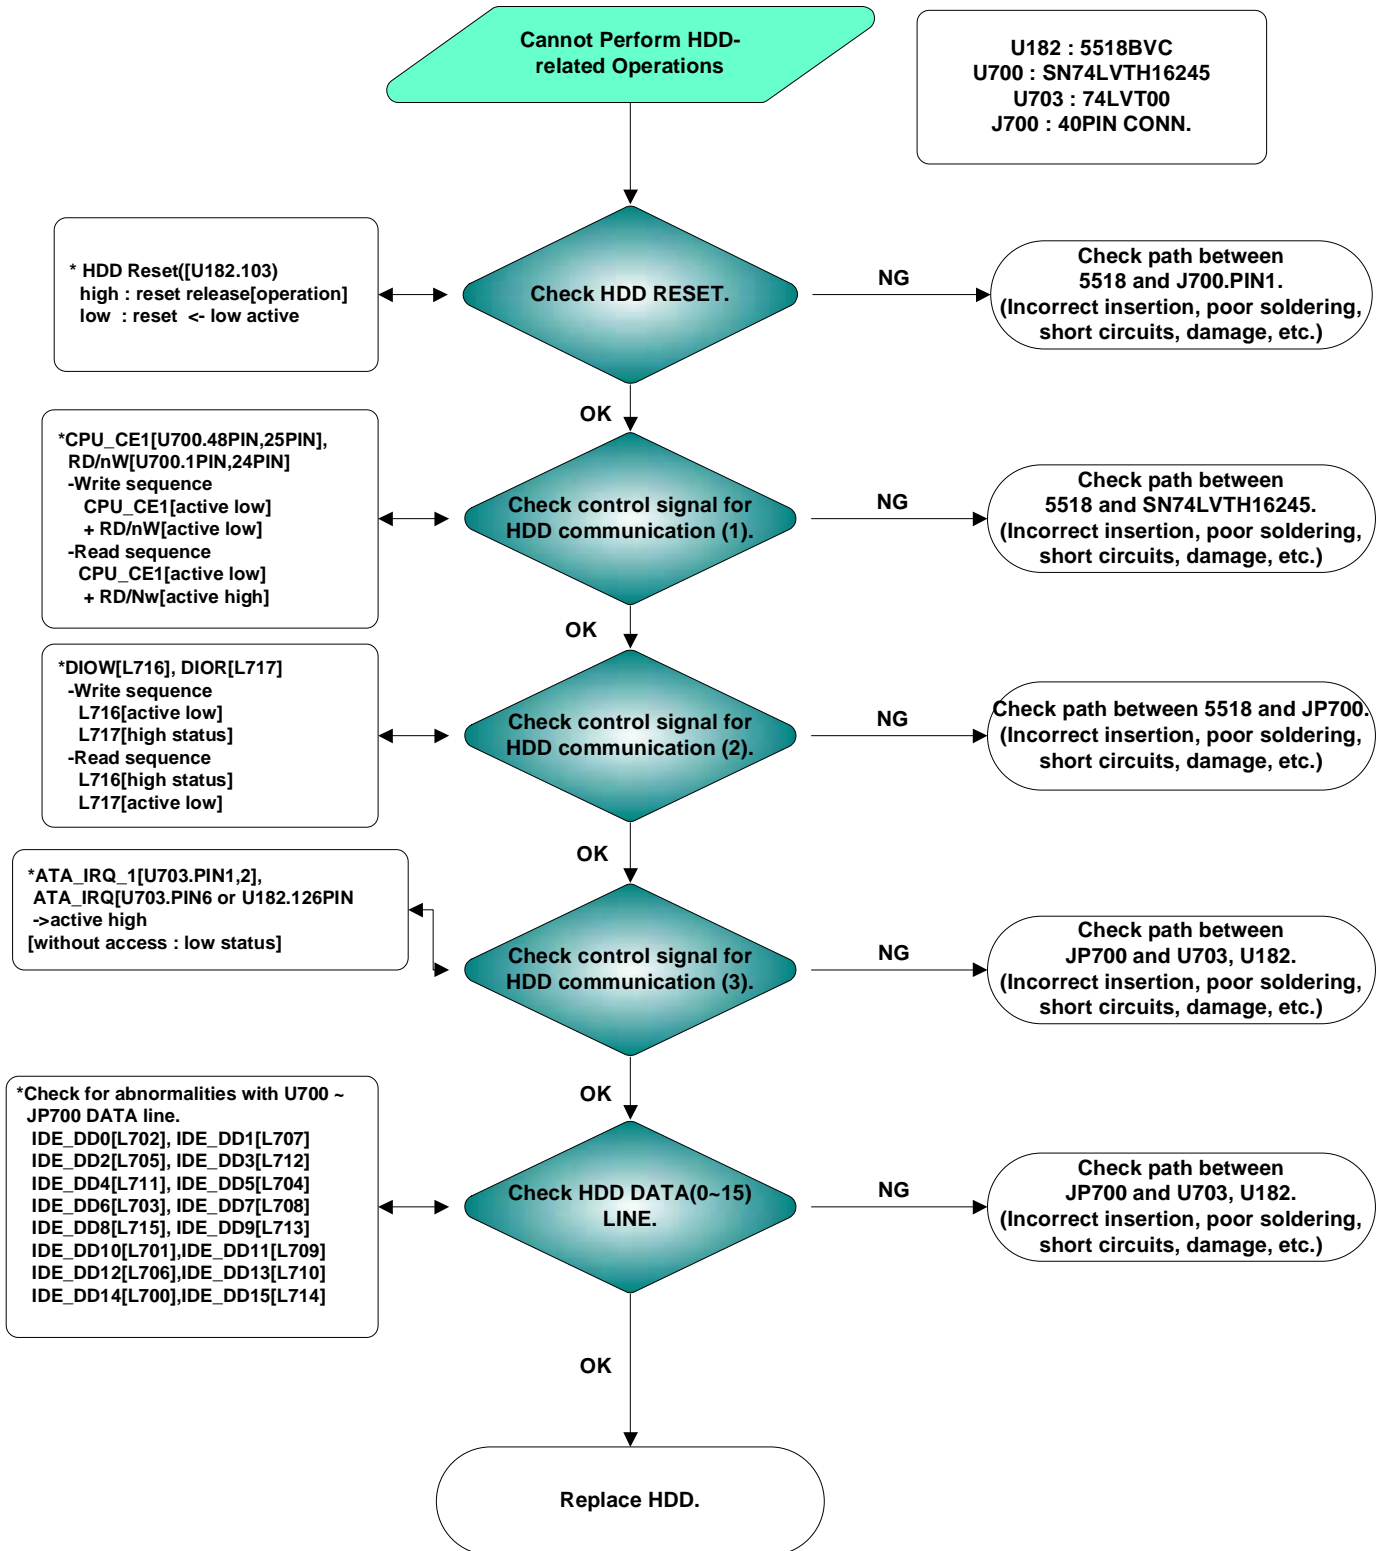 Cannot Perform HDD-
related Operations
U182 : 5518BVC
U700 : SN74LVTH16245
U703 : 74LVT00
J700 : 40PIN CONN.
* HDD Reset([U182.103)
high : reset release[operation]
low : reset <- low active
Check HDD RESET.
NG
Check path between
5518 and J700.PIN1.
(Incorrect insertion, poor soldering,
short circuits, damage, etc.)
OK
*CPU_CE1[U700.48PIN,25PIN],
RD/nW[U700.1PIN,24PIN]
-Write sequence
CPU_CE1[active low]
+ RD/nW[active low]
-Read sequence
CPU_CE1[active low]
+ RD/Nw[active high]
Check control signal for
HDD communication (1).
NG
Check path between
5518 and SN74LVTH16245.
(Incorrect insertion, poor soldering,
short circuits, damage, etc.)
OK
*DIOW[L716], DIOR[L717]
-Write sequence
L716[active low]
L717[high status]
-Read sequence
L716[high status]
L717[active low]
Check control signal for
HDD communication (2).
NG
Check path between 5518 and JP700.
(Incorrect insertion, poor soldering,
short circuits, damage, etc.)
OK
*ATA_IRQ_1[U703.PIN1,2],
ATA_IRQ[U703.PIN6 or U182.126PIN
->active high
[without access : low status]
Check control signal for
HDD communication (3).
NG
Check path between
JP700 and U703, U182.
(Incorrect insertion, poor soldering,
short circuits, damage, etc.)
OK
*Check for abnormalities with U700 ~
JP700 DATA line.
IDE_DD0[L702], IDE_DD1[L707]
IDE_DD2[L705], IDE_DD3[L712]
IDE_DD4[L711], IDE_DD5[L704]
IDE_DD6[L703], IDE_DD7[L708]
IDE_DD8[L715], IDE_DD9[L713]
IDE_DD10[L701],IDE_DD11[L709]
IDE_DD12[L706],IDE_DD13[L710]
IDE_DD14[L700],IDE_DD15[L714]
Check HDD DATA(0~15)
LINE.
NG
Check path between
JP700 and U703, U182.
(Incorrect insertion, poor soldering,
short circuits, damage, etc.)
OK
Replace HDD.